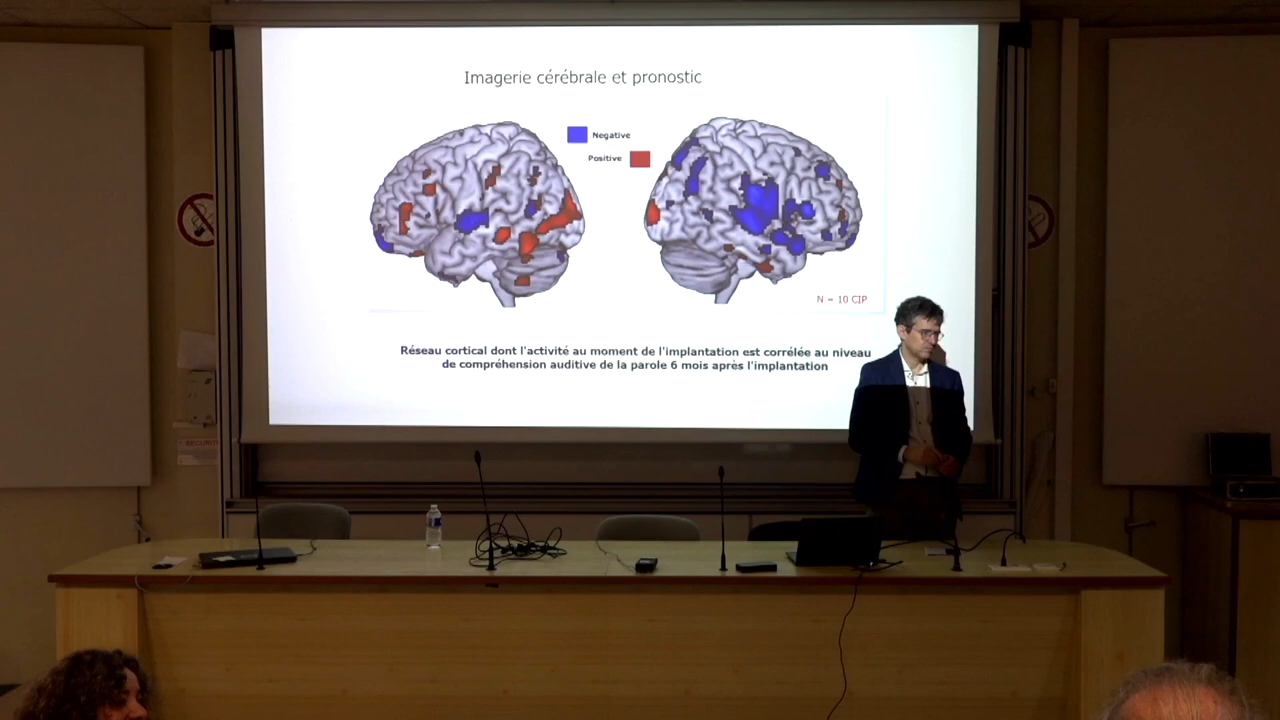 Imagerie cérébrale et pronostic
Negative
Positive
N = 10 CIP
Réseau cortical dont l'activité au moment de l'implantation est corrélée au niveau
de compréhension auditive de la parole 6 mois après l'implantation